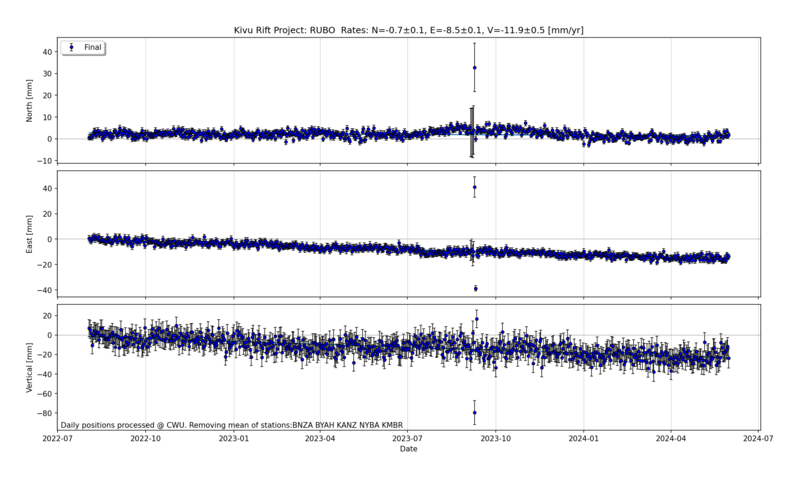 Kivu Rift Project: RUBO  Rates: N=-0.7±0.1, E=-8.5±0.1, V=-11.9±0.5 [mm/yr]
Final
North [mm]
40
30
20
10
0
−10
East [mm]
40
20
0
−20
−40
Vertical [mm]
20
0
−20
−40
−60
−80
Daily positions processed @ CWU. Removing mean of stations:BNZA BYAH KANZ NYBA KMBR
2022-07 2022-10 2023-01 2023-04 2023-07 2023-10 2024-01 2024-04 2024-07
Date